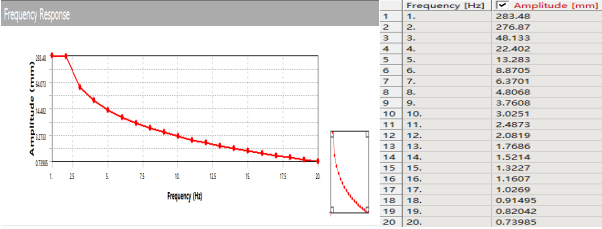 Frequency Response
Amplitude (mm)
283.48
14.482
0.73985
1. 2.5 5. 7.5 10. 12.5 15. 17.5 20.
Frequency (Hz)
Frequency [Hz] Amplitude [mm]
1 1. 283.48
2 2. 276.87
3 3. 48.133
4 4. 22.402
5 5. 13.283
6 6. 8.8705
7 7. 6.3701
8 8. 4.8068
9 9. 3.7608
10 10. 3.0251
11 11. 2.4873
12 12. 2.0819
13 13. 1.7686
14 14. 1.5214
15 15. 1.3227
16 16. 1.1607
17 17. 1.0269
18 18. 0.91495
19 19. 0.82042
20 20. 0.73985